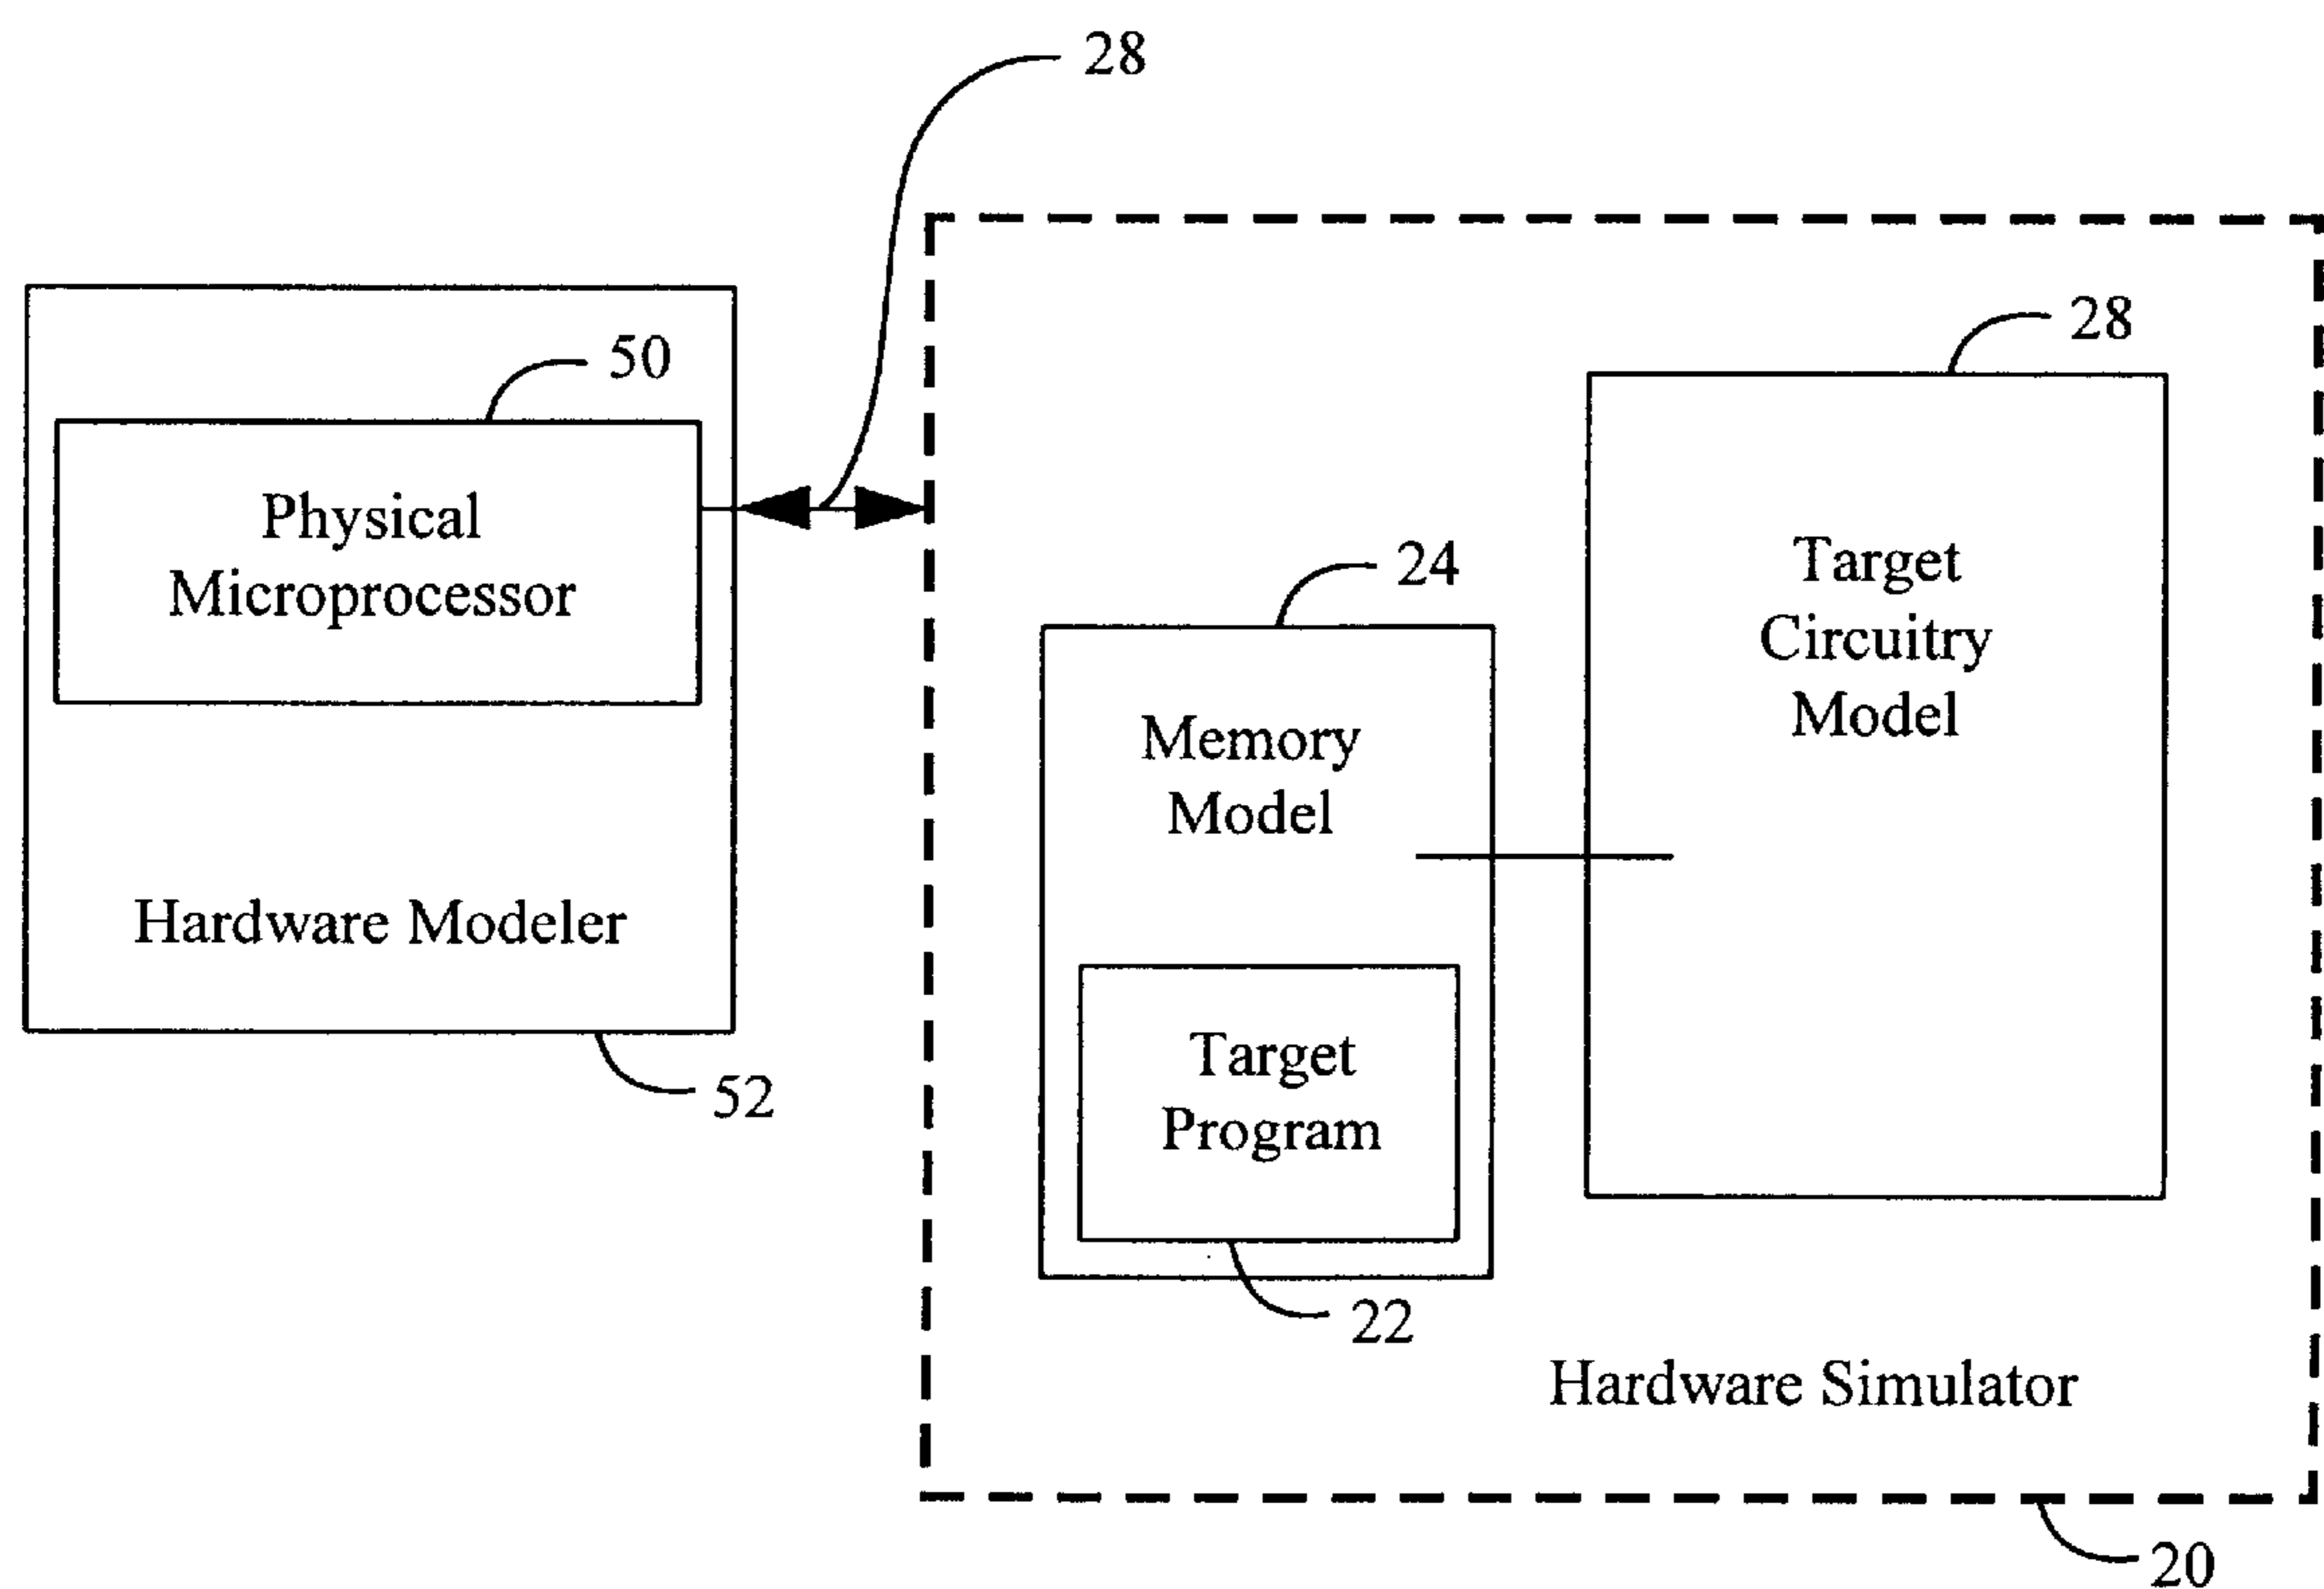 28
28
50
Physical
Microprocessor
24
Target
Circuitry
Model
Memory
Model
Hardware Modeler
Target
Program
52
22
Hardware Simulator
20